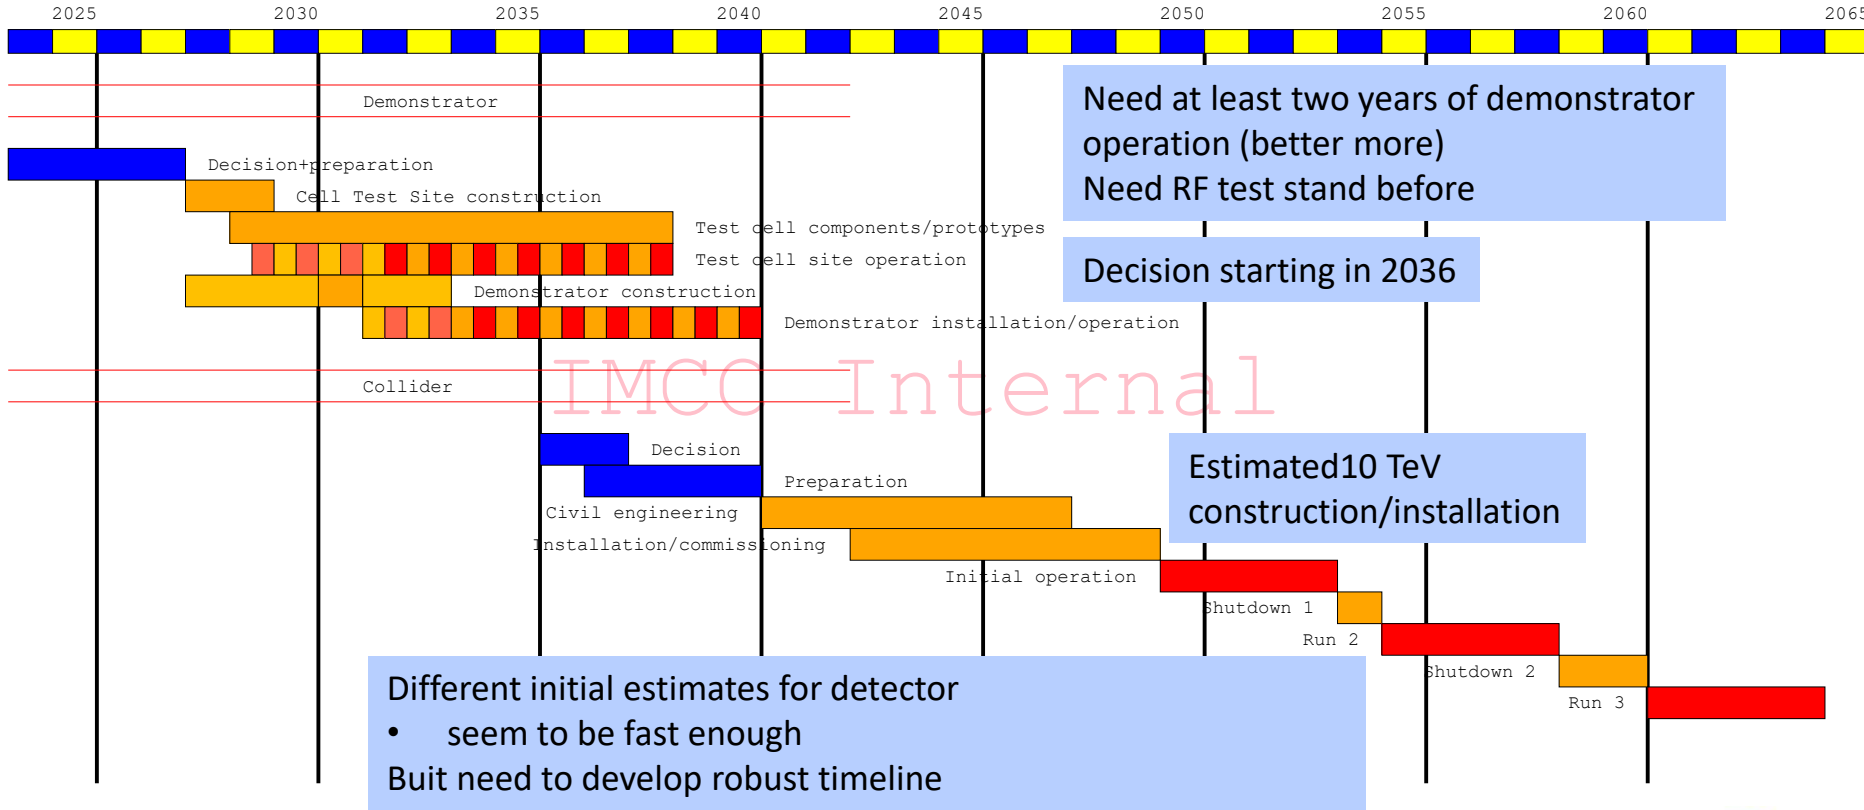 2025 2030 2035 2040 2045 2050 2055 2060 2065
Demonstrator
Need at least two years of demonstrator
operation (better more)
Need RF test stand before
Decision+preparation
Cell Test Site construction
Test cell components/prototypes
Test cell site operation
Decision starting in 2036
Demonstrator construction
Demonstrator installation/operation
IMCC Internal
Collider
Decision
Estimated10 TeV
construction/installation
Preparation
Civil engineering
Installation/commissioning
Initial operation
Shutdown 1
Run 2
Shutdown 2
Run 3
Different initial estimates for detector
• seem to be fast enough
Buit need to develop robust timeline